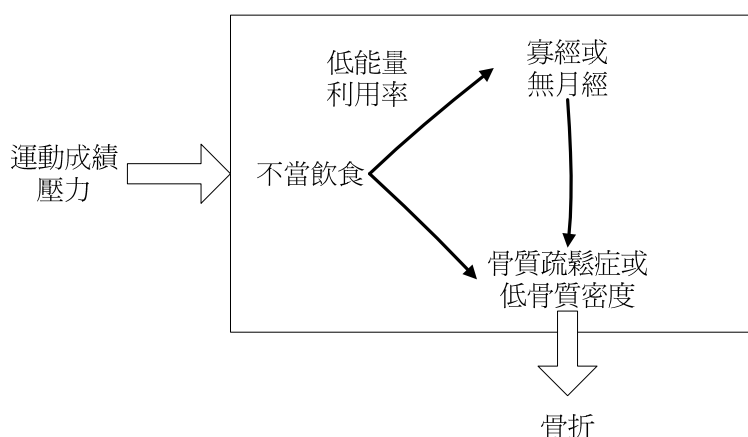 低能量
利用率
寡經或
無月經
運動成績
壓力
不當飲食
骨質疏鬆症或
低骨質密度
骨折